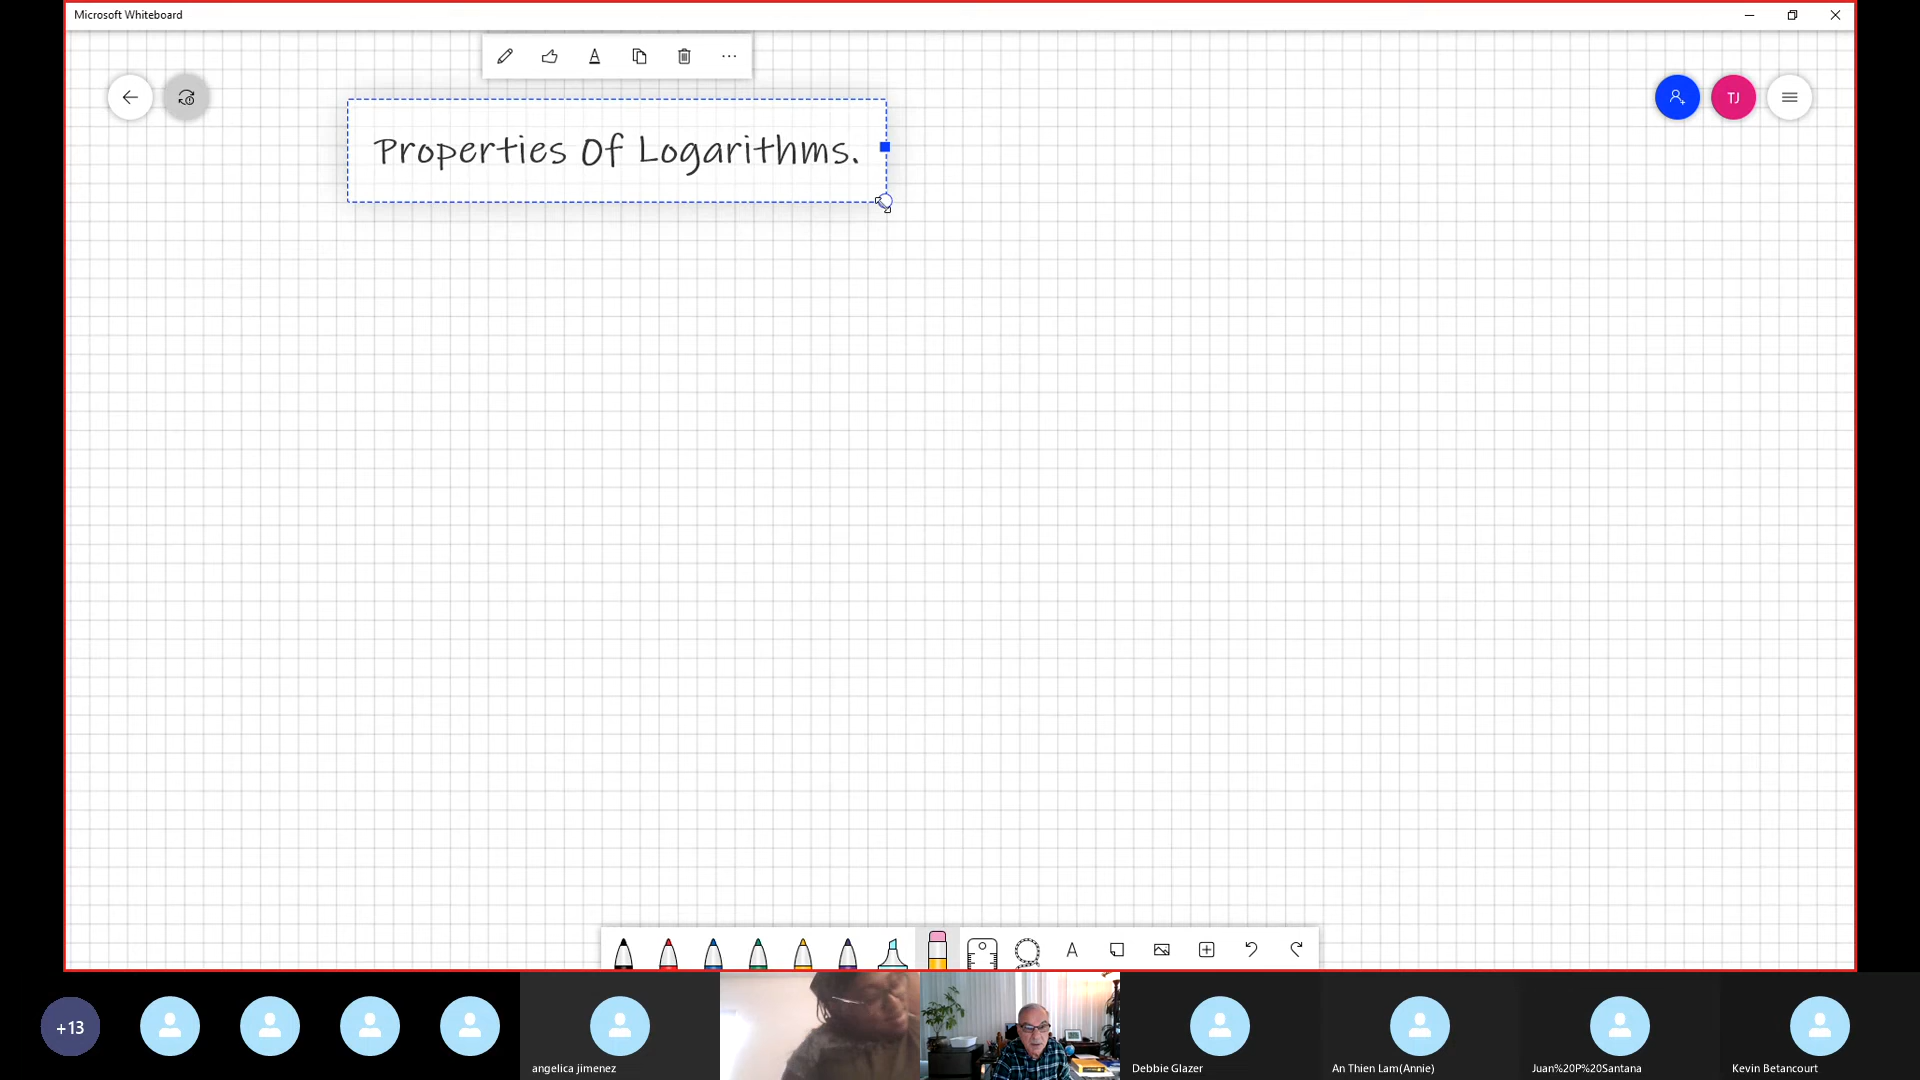 Microsoft Whiteboard
TJ
Properties Of Logarithms.
A
A
+13
angelica jimenez
Debbie Glazer
An Thien Lam(Annie)
Juan%20P%20Santana
Kevin Betancourt